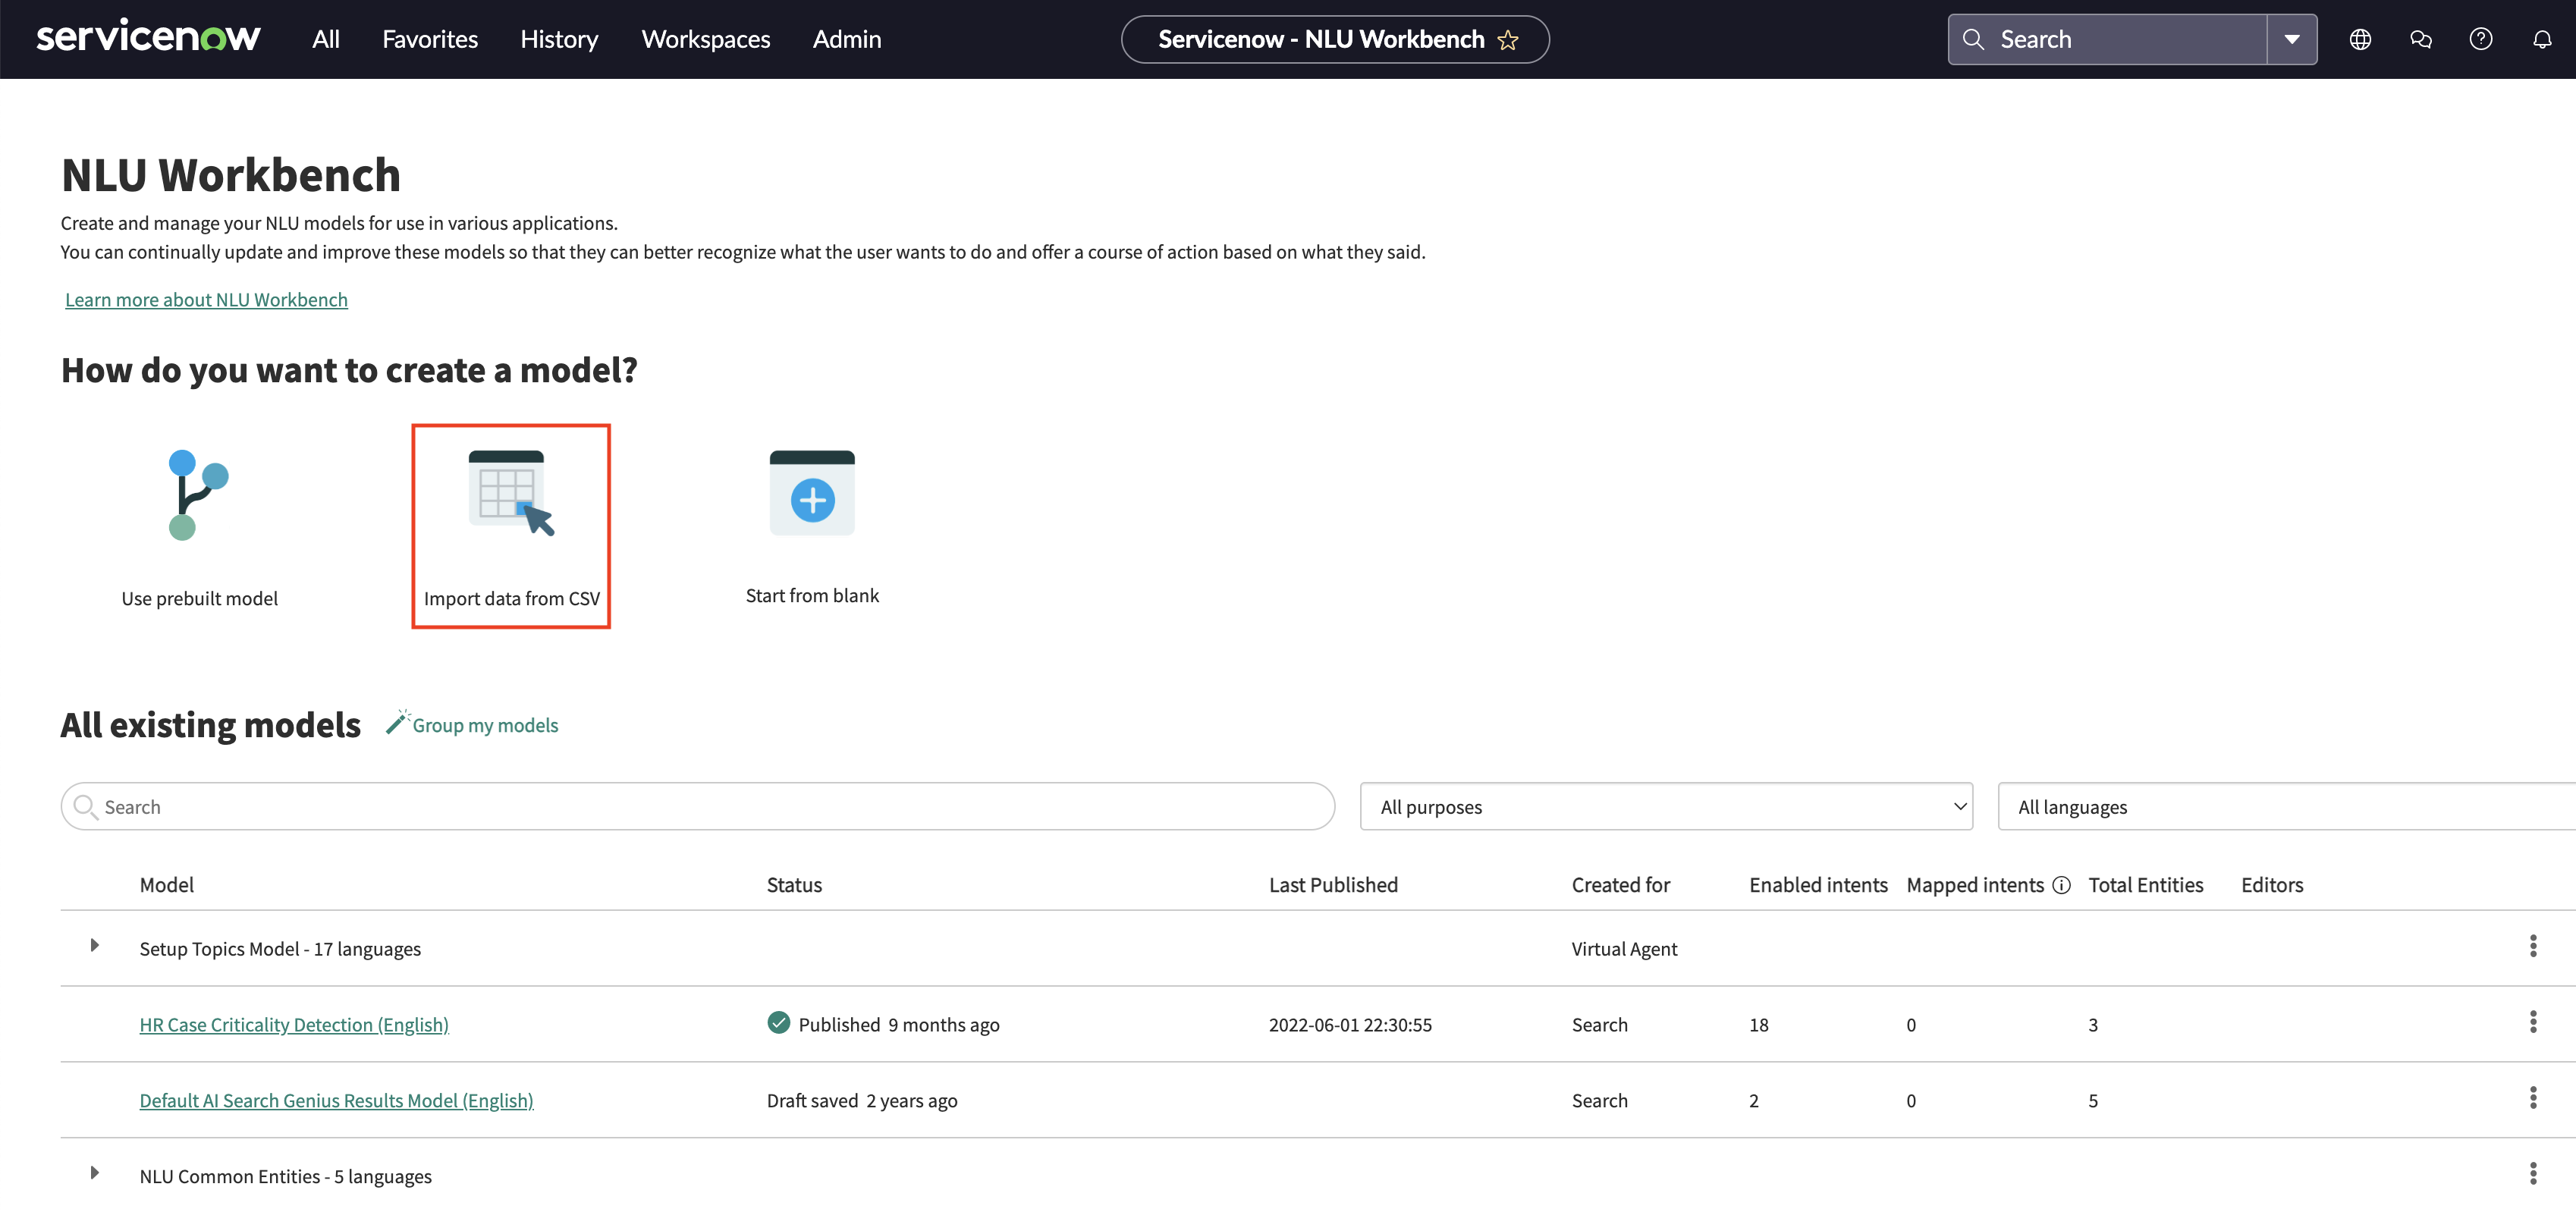 servicenow All Favorites History Workspaces Admin Servicenow - NLU Workbench Search
NLU Workbench
Create and manage your NLU models for use in various applications.
You can continually update and improve these models so that they can better recognize what the user wants to do and offer a course of action based on what they said.
Learn more about NLU Workbench
How do you want to create a model?
Use prebuilt model Import data from CSV Start from blank
All existing models Group my models
Search All purposes All languages
Model Status Last Published Created for Enabled intents Mapped intents Total Entities Editors
Setup Topics Model - 17 languages Virtual Agent
HR Case Criticality Detection (English) Published 9 months ago 2022-06-01 22:30:55 Search 18 0 3
Default AI Search Genius Results Model (English) Draft saved 2 years ago Search 2 0 5
NLU Common Entities - 5 languages